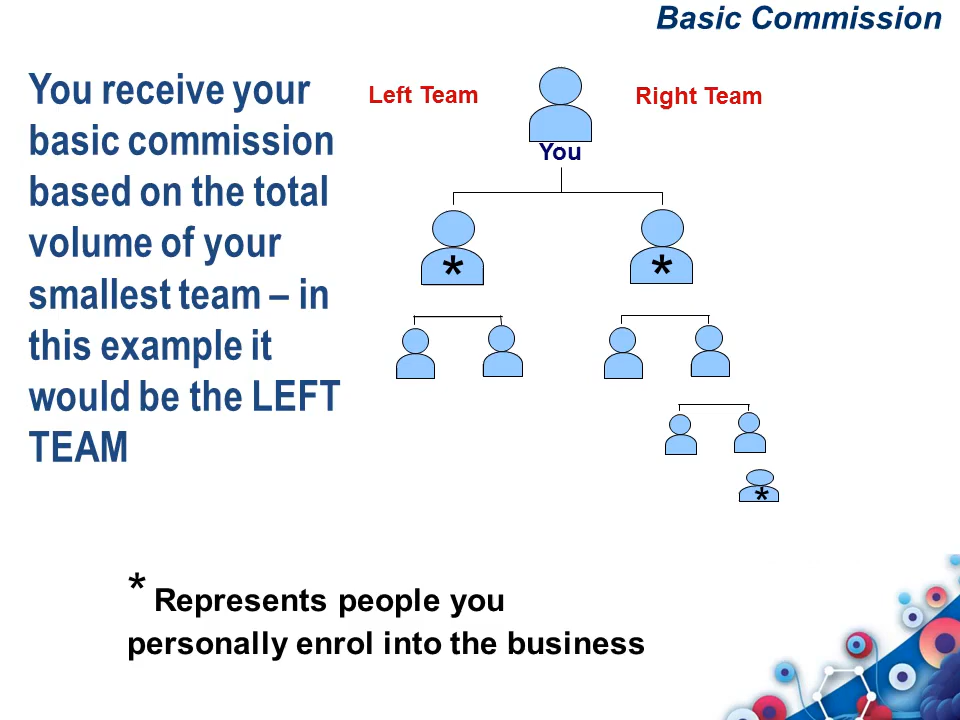 Basic Commission
You receive your
basic commission
based on the total
volume of your
smallest team – in
this example it
would be the LEFT
TEAM
Left Team
Right Team
You
*
*
*
* Represents people you
personally enrol into the business